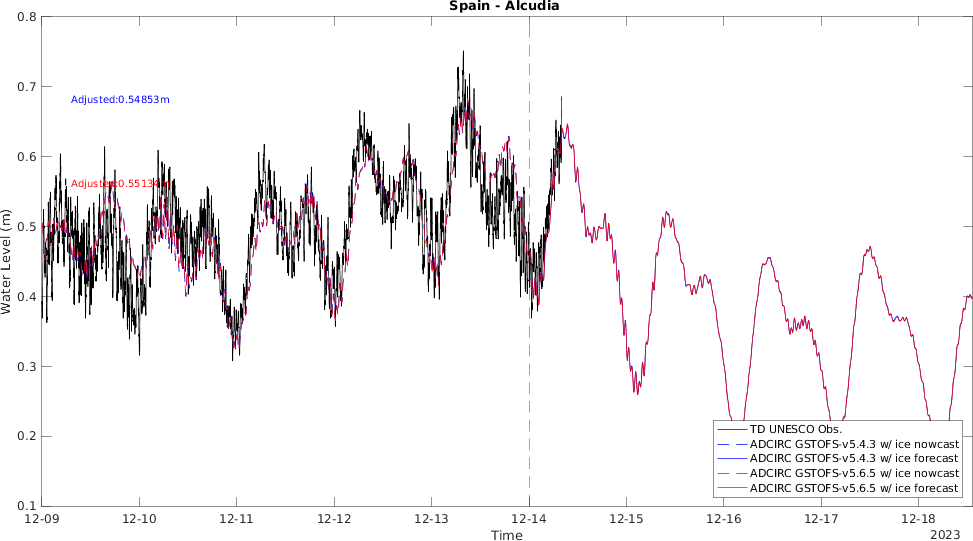 Spain - Alcudia
0.8
0.7
0.6
0.5
0.4
0.3
0.2
0.1
Water Level (m)
Adjusted:0.54853m
Adjusted:0.55134m
12-09
12-10
12-11
12-12
12-13
12-14
12-15
12-16
12-17
12-18
Time
2023
TD UNESCO Obs.
ADCIRC GSTOFS-v5.4.3 w/ ice nowcast
ADCIRC GSTOFS-v5.4.3 w/ ice forecast
ADCIRC GSTOFS-v5.6.5 w/ ice nowcast
ADCIRC GSTOFS-v5.6.5 w/ ice forecast